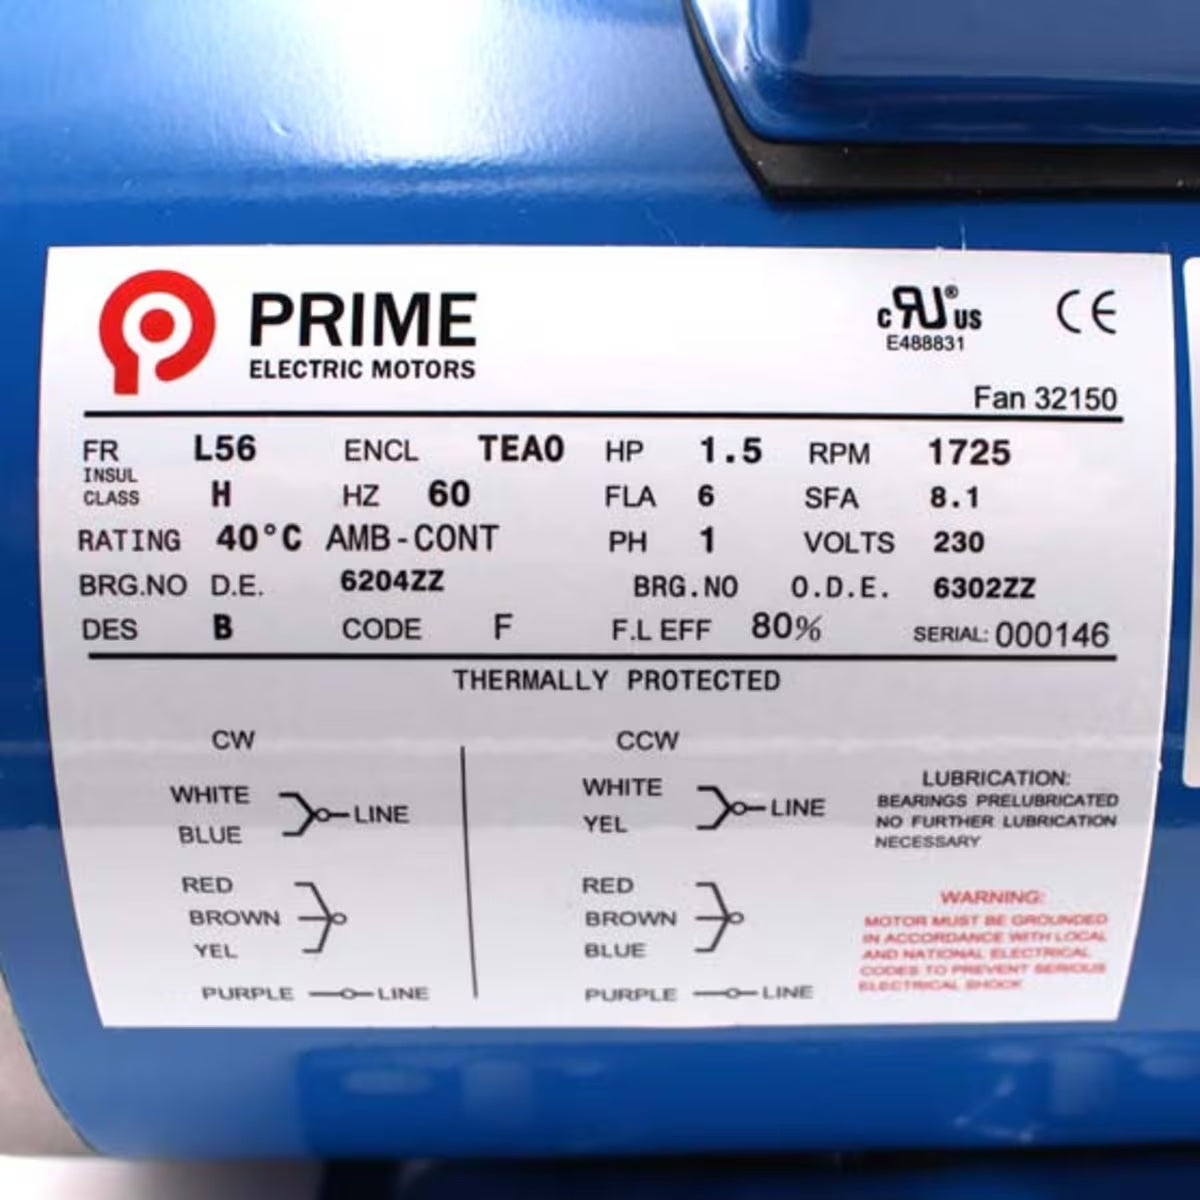 PRIME
ELECTRIC MOTORS
c RU® US
E488831
CE
Fan 32150
FR L56 ENCL TEAO HP 1.5 RPM 1725
INSUL CLASS H HZ 60 FLA 6 SFA 8.1
RATING 40°C AMB-CONT PH 1 VOLTS 230
BRG.NO D.E. 6204ZZ BRG.NO O.D.E. 6302ZZ
DES B CODE F F.L EFF 80% SERIAL: 000146
THERMALLY PROTECTED
CW
WHITE
BLUE
LINE
RED
BROWN
YEL
PURPLE LINE
CCW
WHITE
YEL
LINE
RED
BROWN
BLUE
PURPLE LINE
LUBRICATION:
BEARINGS PRELUBRICATED
NO FURTHER LUBRICATION
NECESSARY
WARNING:
MOTOR MUST BE GROUNDED
IN ACCORDANCE WITH LOCAL
AND NATIONAL ELECTRICAL
CODES TO PREVENT SERIOUS
ELECTRICAL SHOCK